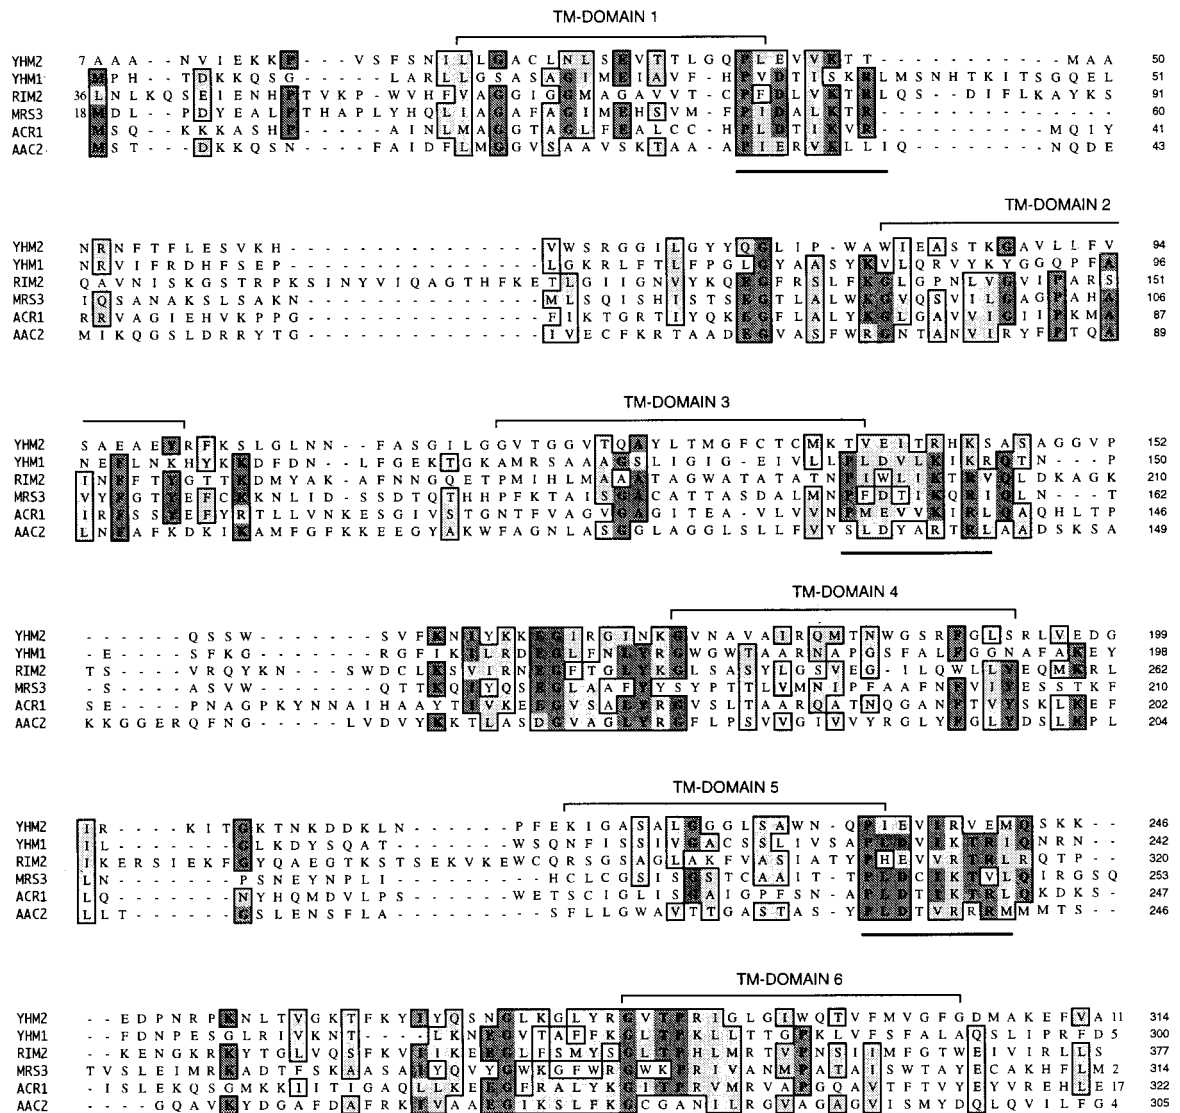 TM-DOMAIN 1
YHM2 7 A A A - - N V I E K K P - - - V S F S N I L L G A C L N L S E V T T L G Q P L E V V K T T - - - - - - - - M A A 50
YHM1 M P H - - T D K K Q S G - - - - - L A R L L G S A S A G I M E I A V F - H P V D T I S K R L M S N H T K I T S G Q E L 51
RIM2 36 L N L K Q S E I E N H P T V K P - W V H F V A G G I G G M A G A V V T - C P F D L V K T R L Q S - - D I F L K A Y K S 91
MRS3 18 M D L - P D Y E A L P T H A P L Y H Q L I A G A F A G I M E H S V M - F P I D A L K T R - - - - - - - - - - - 60
ACR1 M S Q - K K K A S H P - - - - A I N L M A G G T A G L F E A L C C - H P L D T I K V R - - - - - - - M Q I Y 41
AAC2 M S T - D K K Q S N - - - - F A I D F L M G G V S A A V S K T A A - A P I E R V K L L I Q - - - - - - N Q D E 43
TM-DOMAIN 2
YHM2 N R N F T F L E S V K H - - - - - - - - - - - - - - - V W S R G G I L G Y Y Q G L I P - W A W I E A S T K G A V L L F V 94
YHM1 N R V I F R D H F S E P - - - - - - - - - - - - - - - L G K R L F T L F P G L G Y A A S Y K V L Q R V Y K Y G G Q P F A 96
RIM2 Q A V N I S K G S T R P K S I N Y V I Q A G T H F K E T L G I I G N V Y K Q E G F R S L F K G L G P N L V G V I P A R S 151
MRS3 I Q S A N A K S L S A K N - - - - - - - - - - - - - - M L S Q I S H I S T S E G T L A L W K G V Q S V I L G A G P A H A 106
ACR1 R R V A G I E H V K P P G - - - - - - - - - - - - - - F I K T G R T I Y Q K E G F L A L Y K G L G A V V I G I I P K M A 87
AAC2 M I K Q G S L D R R Y T G - - - - - - - - - - - - - - I V E C F K R T A A D E G V A S F W R G N T A N V I R Y F P T Q A 89
TM-DOMAIN 3
YHM2 S A E A E Y R F K S L G L N N - - F A S G I L G G V T G G V T Q A Y L T M G F C T C M K T V E I T R H K S A S A G G V P 152
YHM1 N E F L N K H Y K K D F D N - L F G E K T G K A M R S A A A G S L I G I G - E I V L L P L D V L K I K R Q T N - - P 150
RIM2 I N F F T Y G T T K D M Y A K - A F N N G Q E T P M I H L M A A A T A G W A T A T A T N P I W L I K T R V Q L D K A G K 210
MRS3 V Y F G T Y E F C K K N L I D - S S D T Q T H H P F K T A I S G A C A T T A S D A L M N P F D T I K Q R I Q L N - - T 162
ACR1 I R F S S Y E F Y R T L L V N K E S G I V S T G N T F V A G V G A G I T E A - V L V V N P M E V V K I R L Q A Q H L T P 146
AAC2 L N F A F K D K I K A M F G F K K E E G Y A K W F A G N L A S G G L A G G L S L L F V Y S L D Y A R T R L A A D S K S A 149
TM-DOMAIN 4
YHM2 - - - - - - Q S S W - - - - - - - S V F K N I Y K K E G I R G I N K G V N A V A I R Q M T N W G S R F G L S R L V E D G 199
YHM1 - E - - - - S F K G - - - - - - - R G F I K I L R D E G L F N L Y R G W G W T A A R N A P G S F A L F G G N A F A K E Y 198
RIM2 T S - - - - V R Q Y K N - - S W D C L K S V I R N E G F T G L Y K G L S A S Y L G S V E G - I L Q W L L Y E Q M K R L 262
MRS3 - S - - - - A S V W - - - - - - - Q T T K Q I Y Q S E G L A A F Y Y S Y P T T L V M N I P F A A F N F V I Y E S S T K F 210
ACR1 S E - - - - P N A G P K Y N N A I H A A Y T I V K E E G V S A L Y R G V S L T A A R Q A T N Q G A N F T V Y S K L K E F 202
AAC2 K K G G E R Q F N G - - - - - L V D V Y K K T L A S D G V A G L Y R G F L P S V V G I V V Y R G L Y F G L Y D S L K P L 204
TM-DOMAIN 5
YHM2 I R - - - - K I T G K T N K D D K L N - - - - - P F E K I G A S A L G G G L S A W N - Q P I E V I R V E M Q S K K - 246
YHM1 I L - - - - - - G L K D Y S Q A T - - - - - - W S Q N F I S S I V G A C S S L I V S A P L D V I K T R I Q N - - - 242
RIM2 I K E R S I E K F G Y Q A E G T K S T S E K V K E W C Q R S G S A G L A K F V A S I A T Y P H E V V R T R L R Q T P - 320
MRS3 L N - - - - - - P S N E Y N P L I - - - - - - - H C L C G S I S G S T C A A I T - T P L D C I K T V L Q I R G S Q 253
ACR1 L Q - - - - - - N Y H Q M D V L P S - - - - - W E T S C I G L I S G A I G P F S N - A P L D T I K T R L Q K D K S - 247
AAC2 L L T - - - - - G S L E N S F L A - - - - - - S F L L G W A V T T G A S T A S - Y P L D T V R R R M M M T S - - 246
TM-DOMAIN 6
YHM2 - - E D P N R P G K N L T V G K T F K Y I Y Q S N G L K G L Y R G V T P R I G L G I W Q T V F M V G F G D M A K E F V A 11 314
YHM1 - - F D N P E S G L R I V K N T - - - L K N E G V T A F F K G L T P K L L T T G P K L V F S F A L A Q S L I P R F D 5 300
RIM2 - - K E N G K R K Y T G L V Q S F K V I I K E E G L F S M Y S G L T P H L M R T V P N S I I M F G T W E I V I R L L S 377
MRS3 T V S L E I M R K A D T F S K A A S A I Y Q V Y G W K G F W R G W K P R I V A N M P A T A I S W T A Y E C A K H F L M 2 314
ACR1 I S L E K Q S G M K K I I T I G A Q L L K E E G F R A L Y K G I T P R V M R V A P G Q A V T F T V Y E Y V R E H L E 17 322
AAC2 - - - G Q A V K Y D G A F D A F R K I V A A E G I K S L F K G C G A N I L R G V A G A G V I S M Y D Q L Q V I L F G 4 305